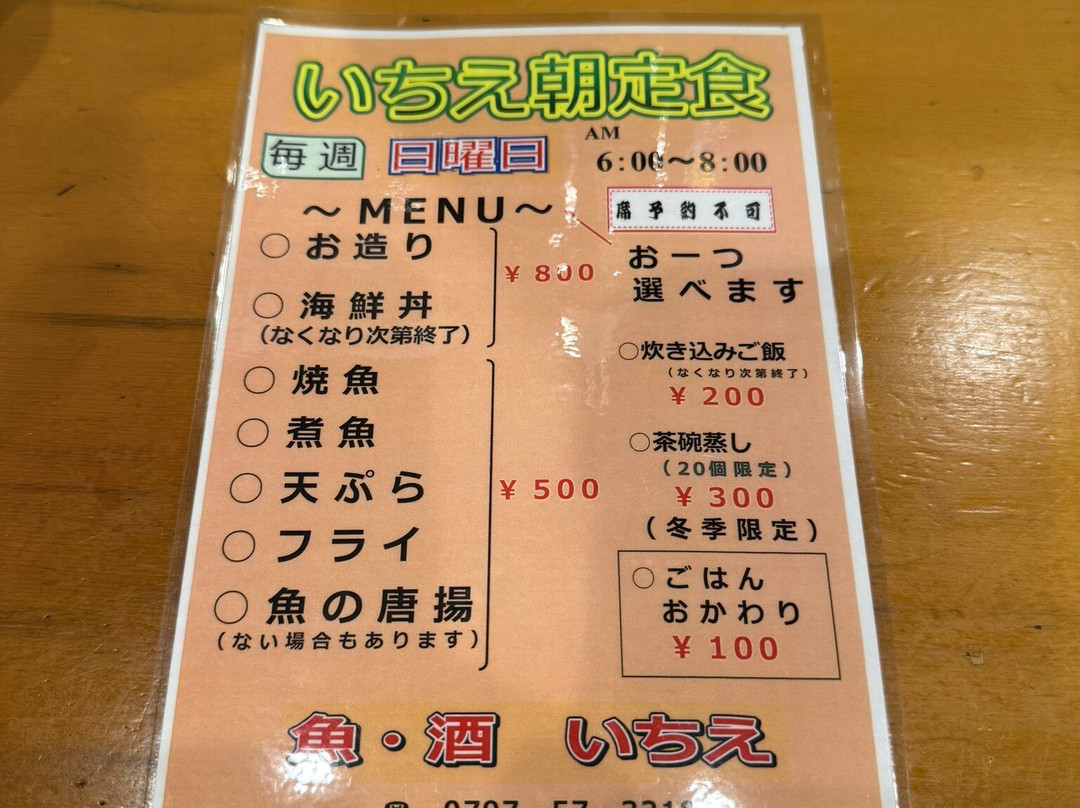 いちえ朝定食
毎週 日曜日 AM 6:00～8:00
席予約不可
～MENU～
○お造り
○海鮮丼
(なくなり次第終了)
¥800
○焼魚
○煮魚
○天ぷら
○フライ
○魚の唐揚
(ない場合もあります)
¥500
お一つ
選べます
○炊き込みご飯
(なくなり次第終了)
¥200
○茶碗蒸し
(20個限定)
¥300
(冬季限定)
○ごはん
おかわり
¥100
魚・酒 いちえ